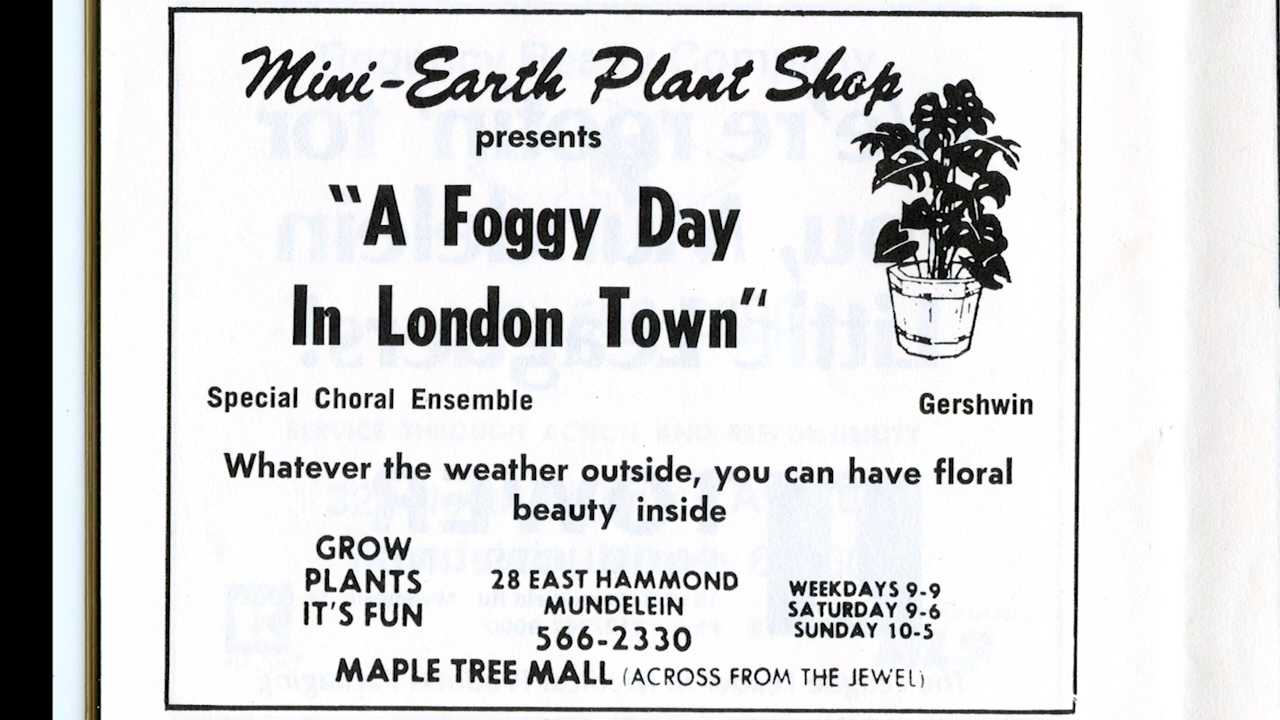 Mini-Earth Plant Shop
presents
"A Foggy Day
In London Town"
Special Choral Ensemble Gershwin
Whatever the weather outside, you can have floral
beauty inside
GROW
PLANTS
IT'S FUN
28 EAST HAMMOND
MUNDELEIN
566-2330
WEEKDAYS 9-9
SATURDAY 9-6
SUNDAY 10-5
MAPLE TREE MALL (ACROSS FROM THE JEWEL)